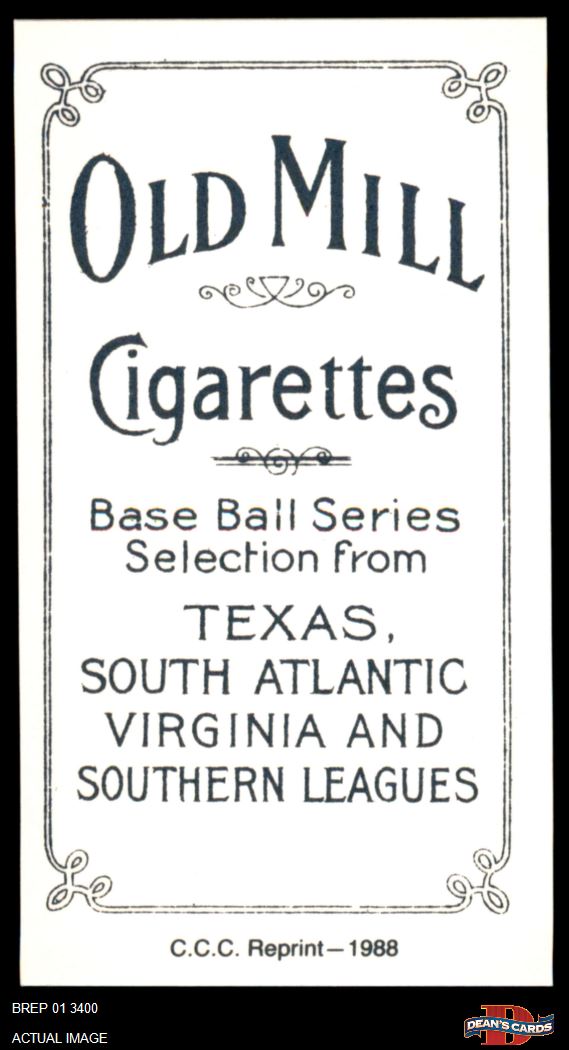 OLD MILL
Cigarettes
Base Ball Series
Selection from
TEXAS,
SOUTH ATLANTIC
VIRGINIA AND
SOUTHERN LEAGUES
C.C.C. Reprint—1988
BREP 01 3400
ACTUAL IMAGE
D
DEAN'S CARDS